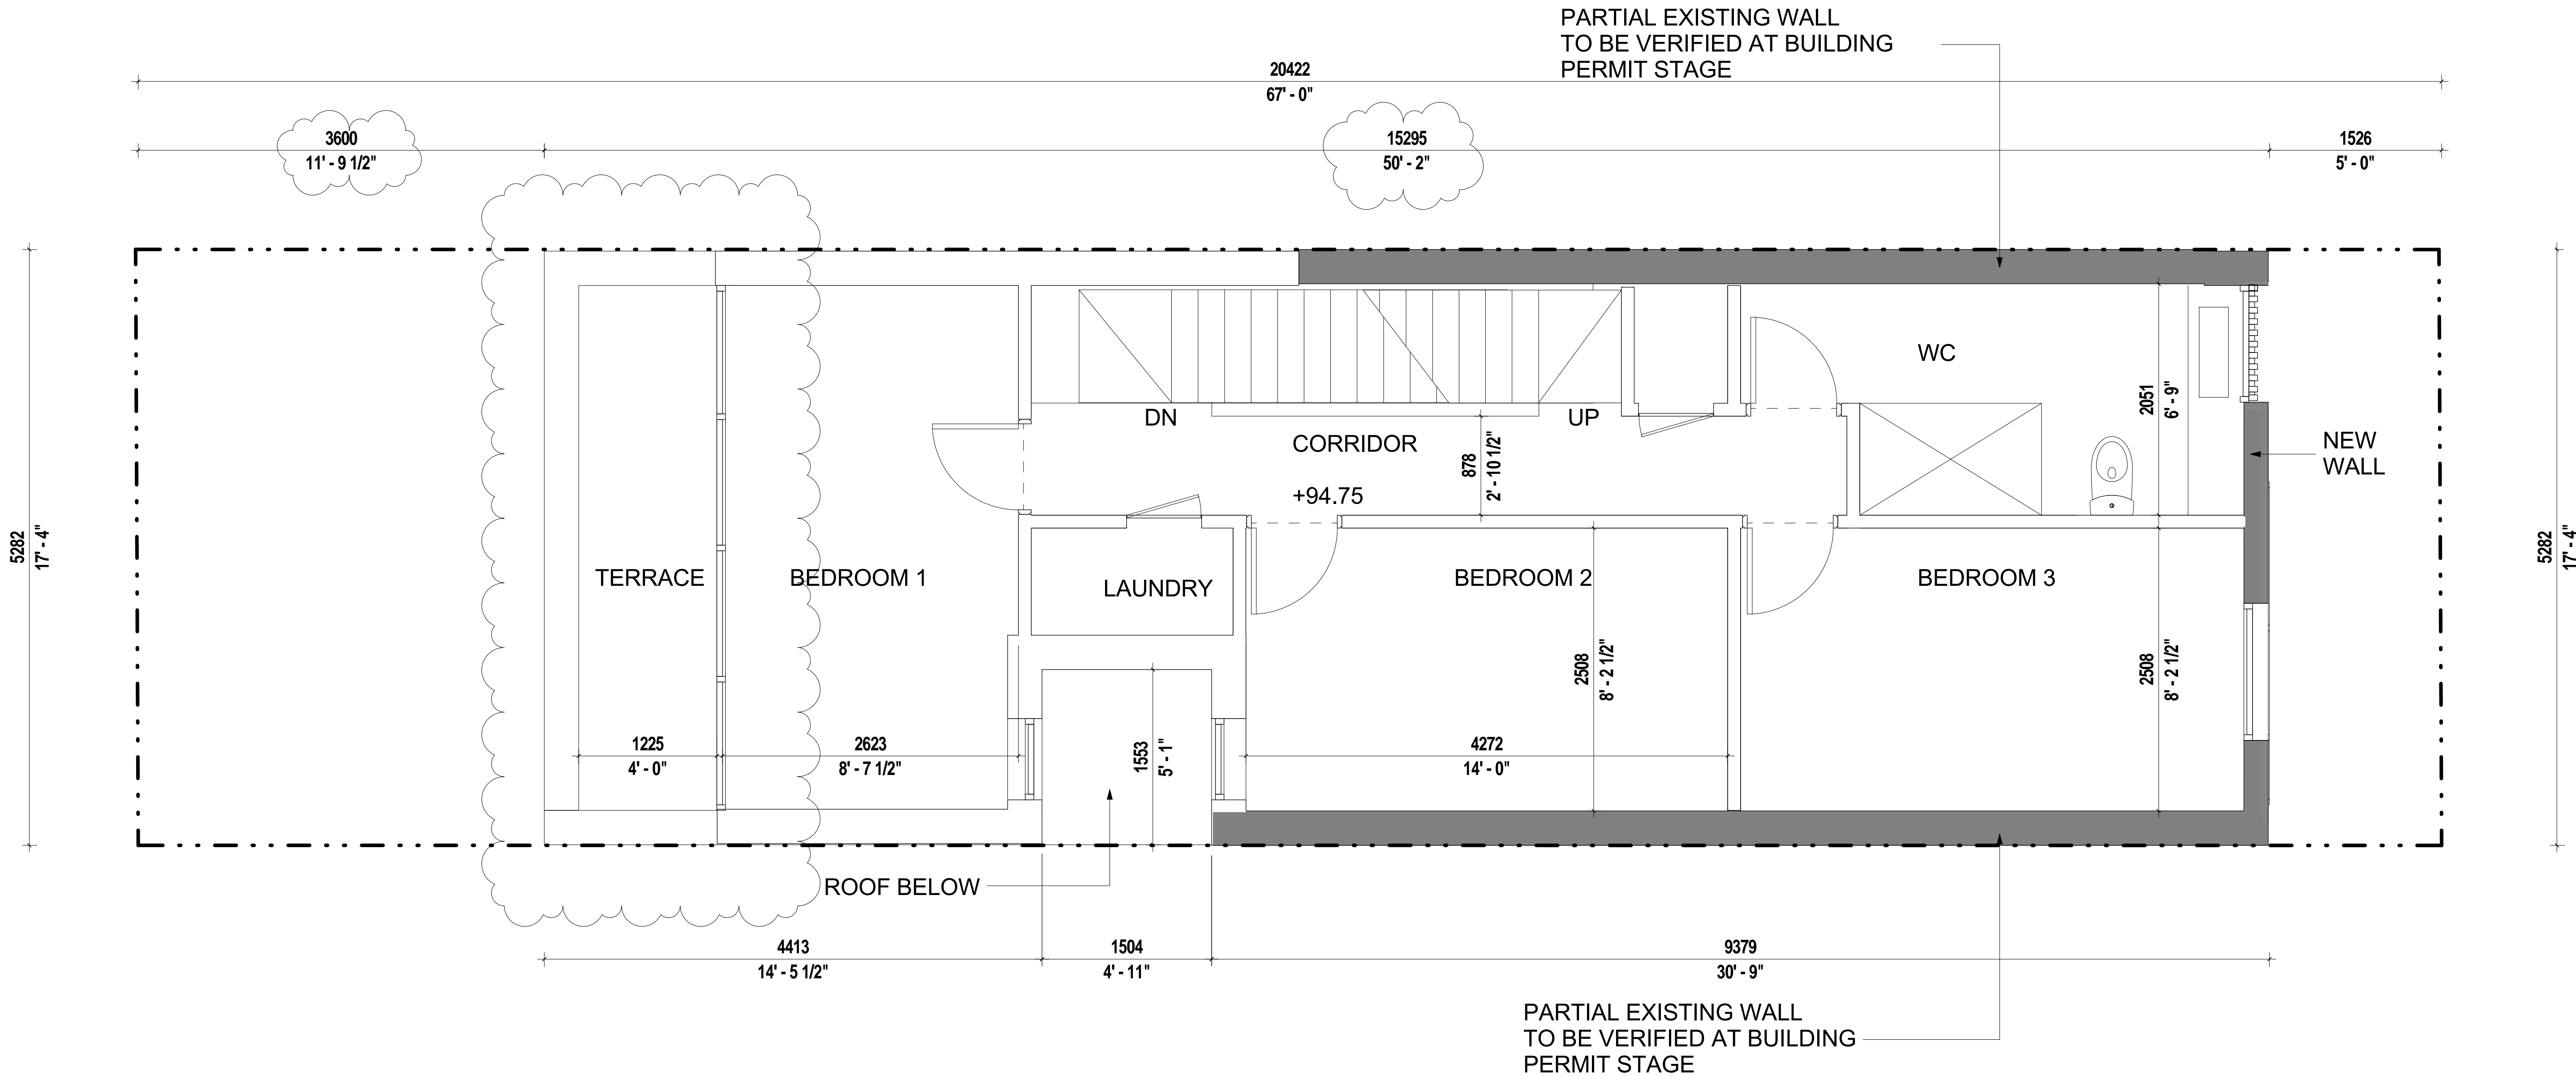 PARTIAL EXISTING WALL
TO BE VERIFIED AT BUILDING
PERMIT STAGE
20422
67' - 0"
3600
11' - 9 1/2"
15295
50' - 2"
1526
5' - 0"
5282
17' - 4"
5282
17' - 4"
WC
2051
6' - 9"
DN
UP
CORRIDOR
878
2' - 10 1/2"
+94.75
NEW
WALL
TERRACE
BEDROOM 1
LAUNDRY
BEDROOM 2
BEDROOM 3
2508
8' - 2 1/2"
2508
8' - 2 1/2"
1225
4' - 0"
2623
8' - 7 1/2"
1553
5' - 1"
4272
14' - 0"
ROOF BELOW
4413
14' - 5 1/2"
1504
4' - 11"
9379
30' - 9"
PARTIAL EXISTING WALL
TO BE VERIFIED AT BUILDING
PERMIT STAGE